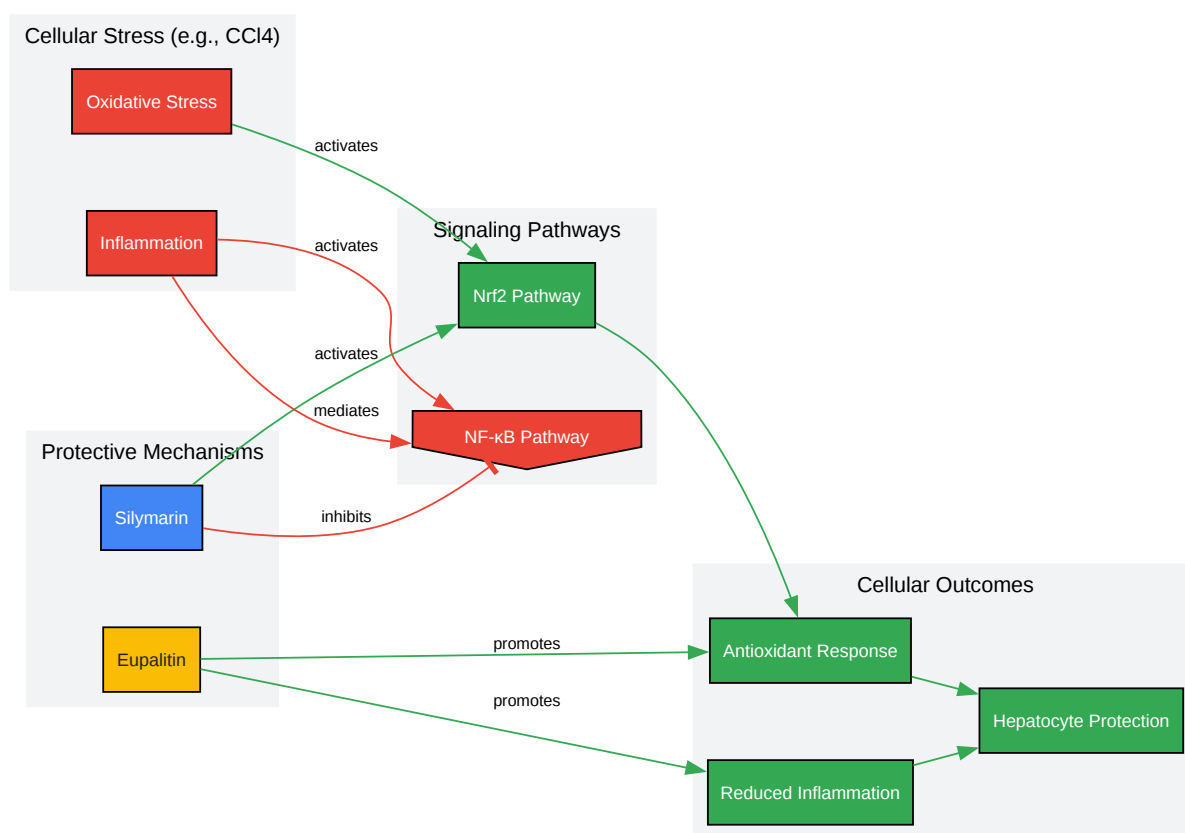 Cellular Stress (e.g., CCl4)
Oxidative Stress
activates
Inflammation
activates
Signaling Pathways
Nrf2 Pathway
activates
mediates
NF-κB Pathway
Protective Mechanisms
Silymarin
inhibits
Cellular Outcomes
Eupalitin
promotes
Antioxidant Response
promotes
Hepatocyte Protection
Reduced Inflammation